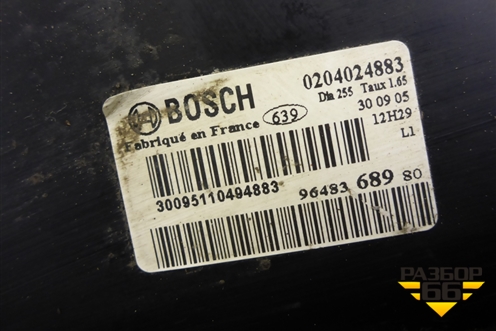 BOSCH
0204024883
Dia 255 Taux 1.65
Fabriqué en France 639
30 09 05
12H29
L1
30095110494883
96483 689 80
РАЗБОР
66